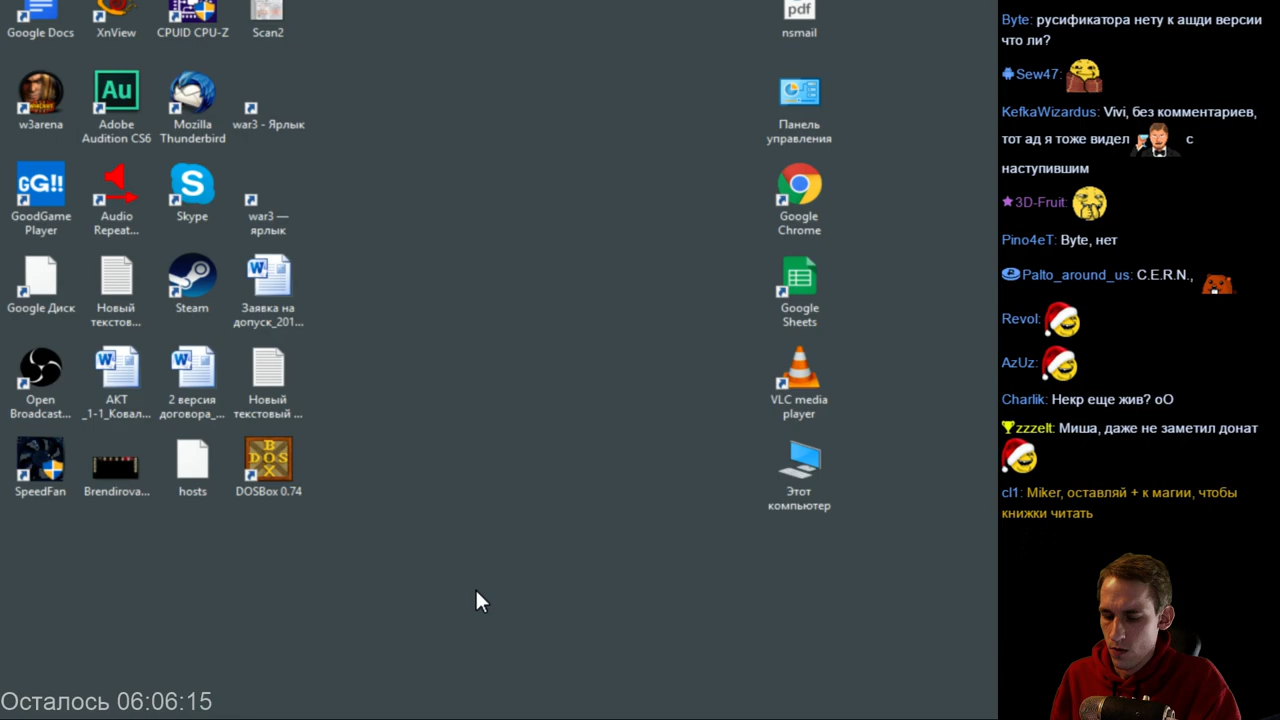 Google Docs
XnView
CPUID CPU-Z
Scan2
pdf
nsmail
w3arena
Au
Adobe
Audition CS6
Mozilla
Thunderbird
war3 - Ярлык
Панель
управления
GG!!
GoodGame
Player
Audio
Repeat...
S
Skype
war3 —
ярлык
Google
Chrome
Google Диск
Новый
текстов...
Steam
W
Заявка на
допуск_201...
Google
Sheets
Open
Broadcast...
W
АКТ
_1-1_Ковал...
W
2 версия
договора_...
Новый
текстовый ...
VLC media
player
SpeedFan
Brendirova...
hosts
BOX
DOS
DOSBox 0.74
Этот
компьютер
Осталось 06:06:15
Byte: русификатора нету к ашди версии
что ли?
Sew47:
KefkaWizardus: Vivi, без комментариев,
тот ад я тоже видел с
наступившим
3D-Fruit:
Pino4eT: Byte, нет
Palto_around_us: C.E.R.N.,
Revol:
AzUz:
Charlik: Некр еще жив? оО
zzzelt: Миша, даже не заметил донат
cl1: Miker, оставляй + к магии, чтобы
книжки читать